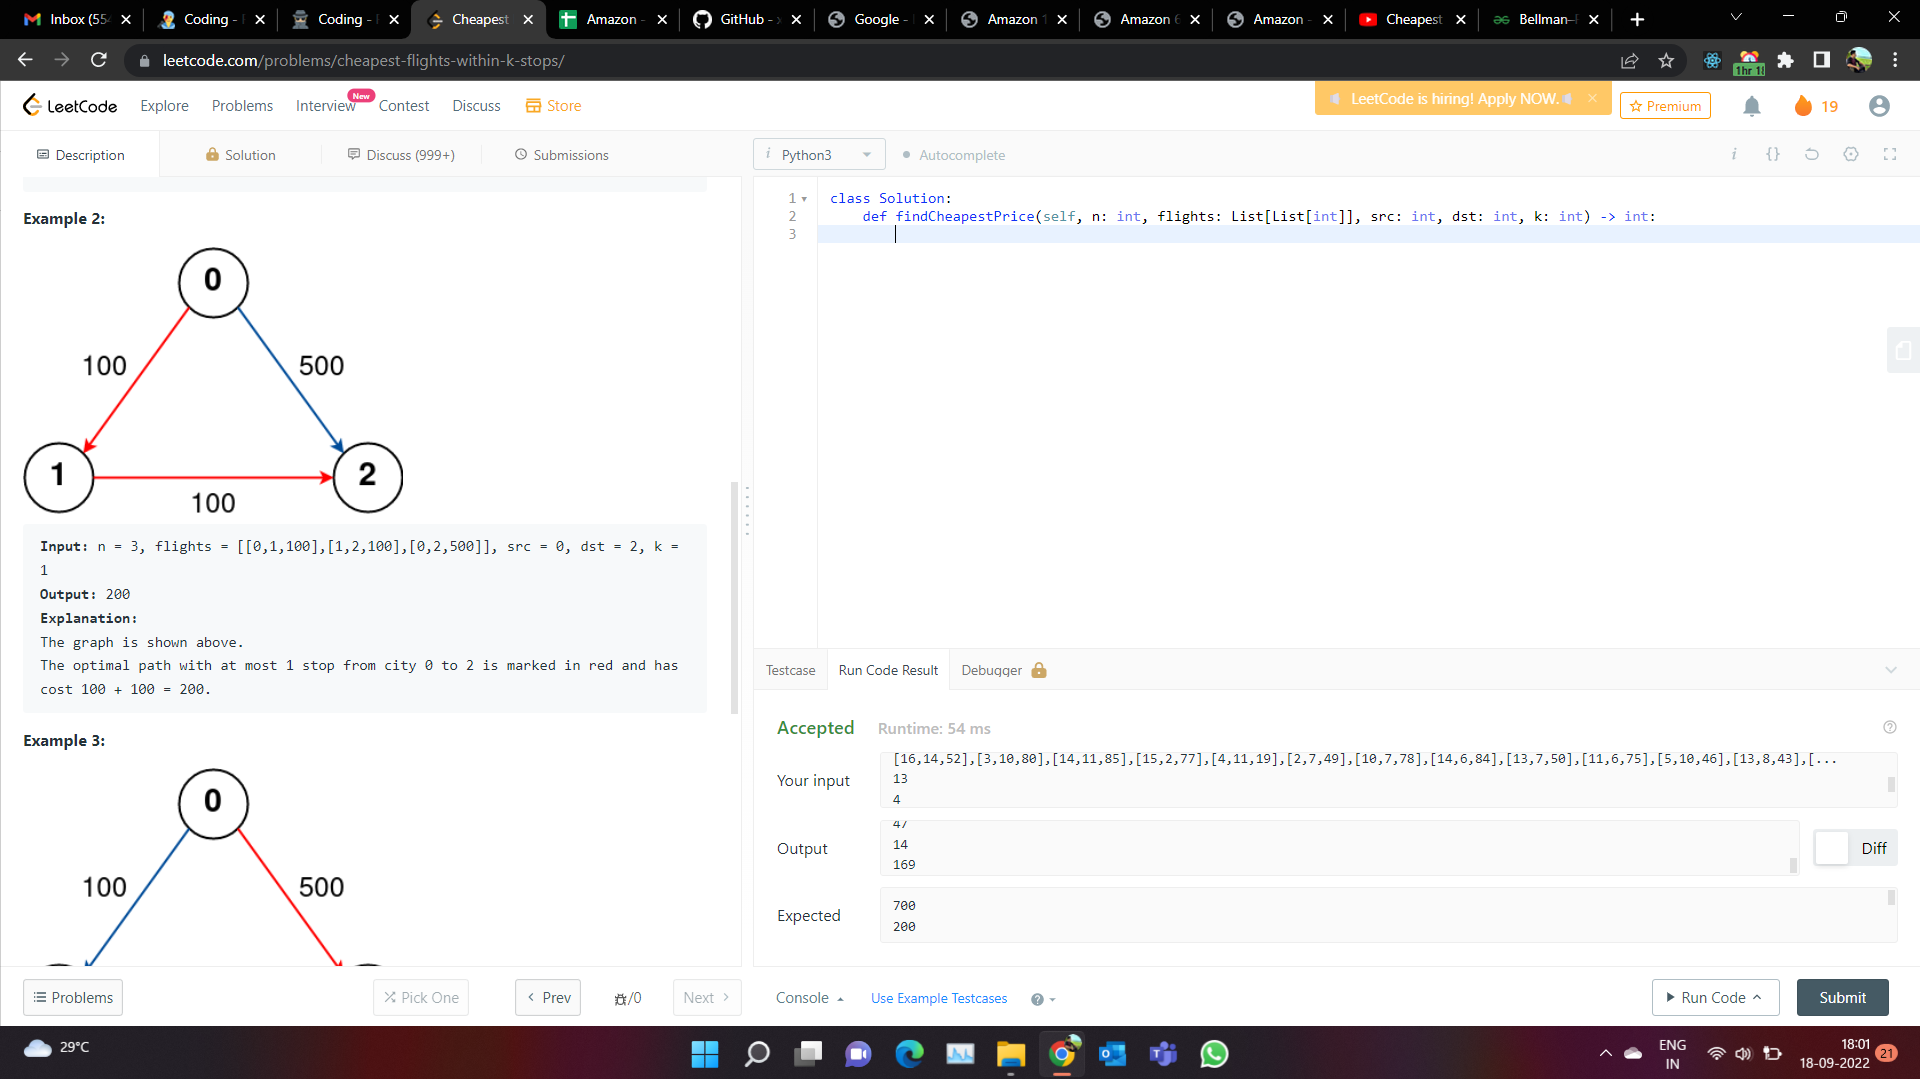 Inbox (55
Coding -
Coding -
Cheapest
Amazon -
GitHub -
Google -
Amazon
Amazon
Amazon -
Cheapest
Bellman-
leetcode.com/problems/cheapest-flights-within-k-stops/
LeetCode
Explore
Problems
Interview
New
Contest
Discuss
Store
LeetCode is hiring! Apply NOW.
Premium
19
Description
Solution
Discuss (999+)
Submissions
i Python3
Autocomplete
Example 2:
0
100
500
1
2
100
Input: n = 3, flights = [[0,1,100],[1,2,100],[0,2,500]], src = 0, dst = 2, k =
1
Output: 200
Explanation:
The graph is shown above.
The optimal path with at most 1 stop from city 0 to 2 is marked in red and has
cost 100 + 100 = 200.
Example 3:
0
100
500
1 class Solution:
2 def findCheapestPrice(self, n: int, flights: List[List[int]], src: int, dst: int, k: int) -> int:
3
Testcase
Run Code Result
Debugger
Accepted
Runtime: 54 ms
Your input
[16,14,52],[3,10,80],[14,11,85],[15,2,77],[4,11,19],[2,7,49],[10,7,78],[14,6,84],[13,7,50],[11,6,75],[5,10,46],[13,8,43],[...
13
4
Output
47
14
169
Diff
Expected
700
200
Problems
Pick One
Prev
/0
Next
Console
Use Example Testcases
Run Code
Submit
29°C
ENG
IN
18:01
18-09-2022
21